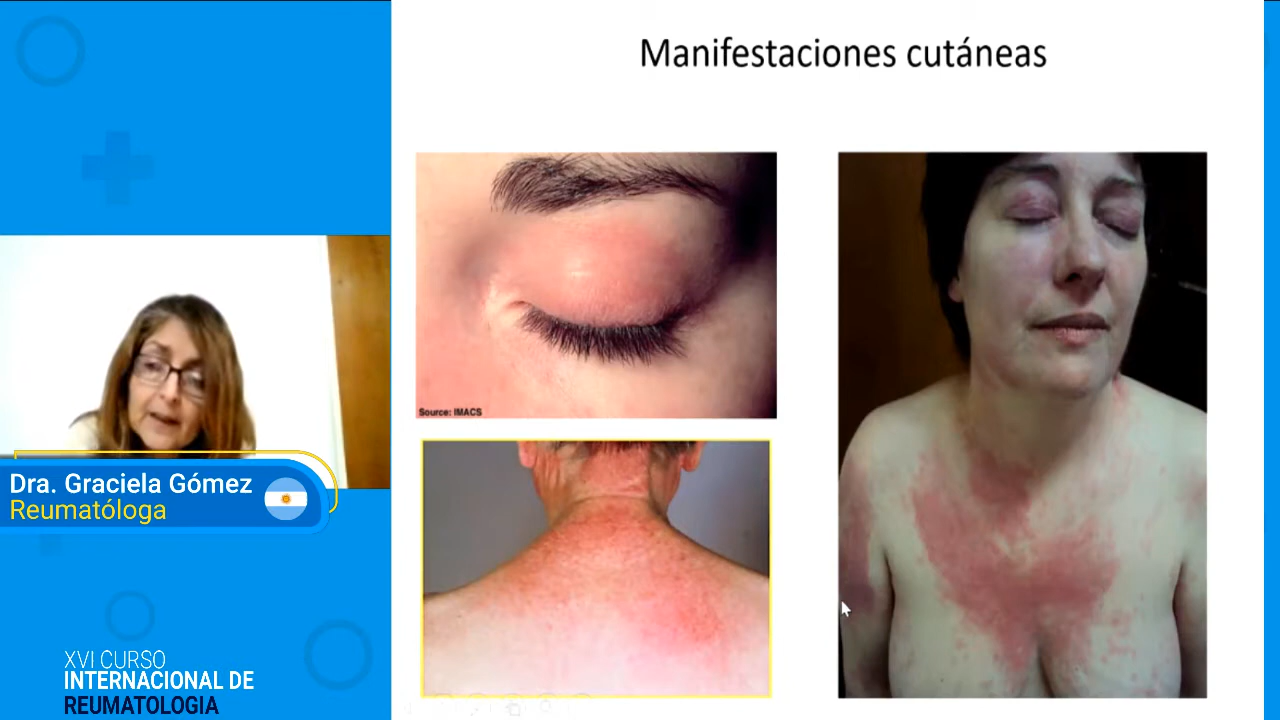 Manifestaciones cutáneas
Source: IMACS
Dra. Graciela Gómez
Reumatóloga
XVI CURSO
INTERNACIONAL DE
REUMATOLOGIA